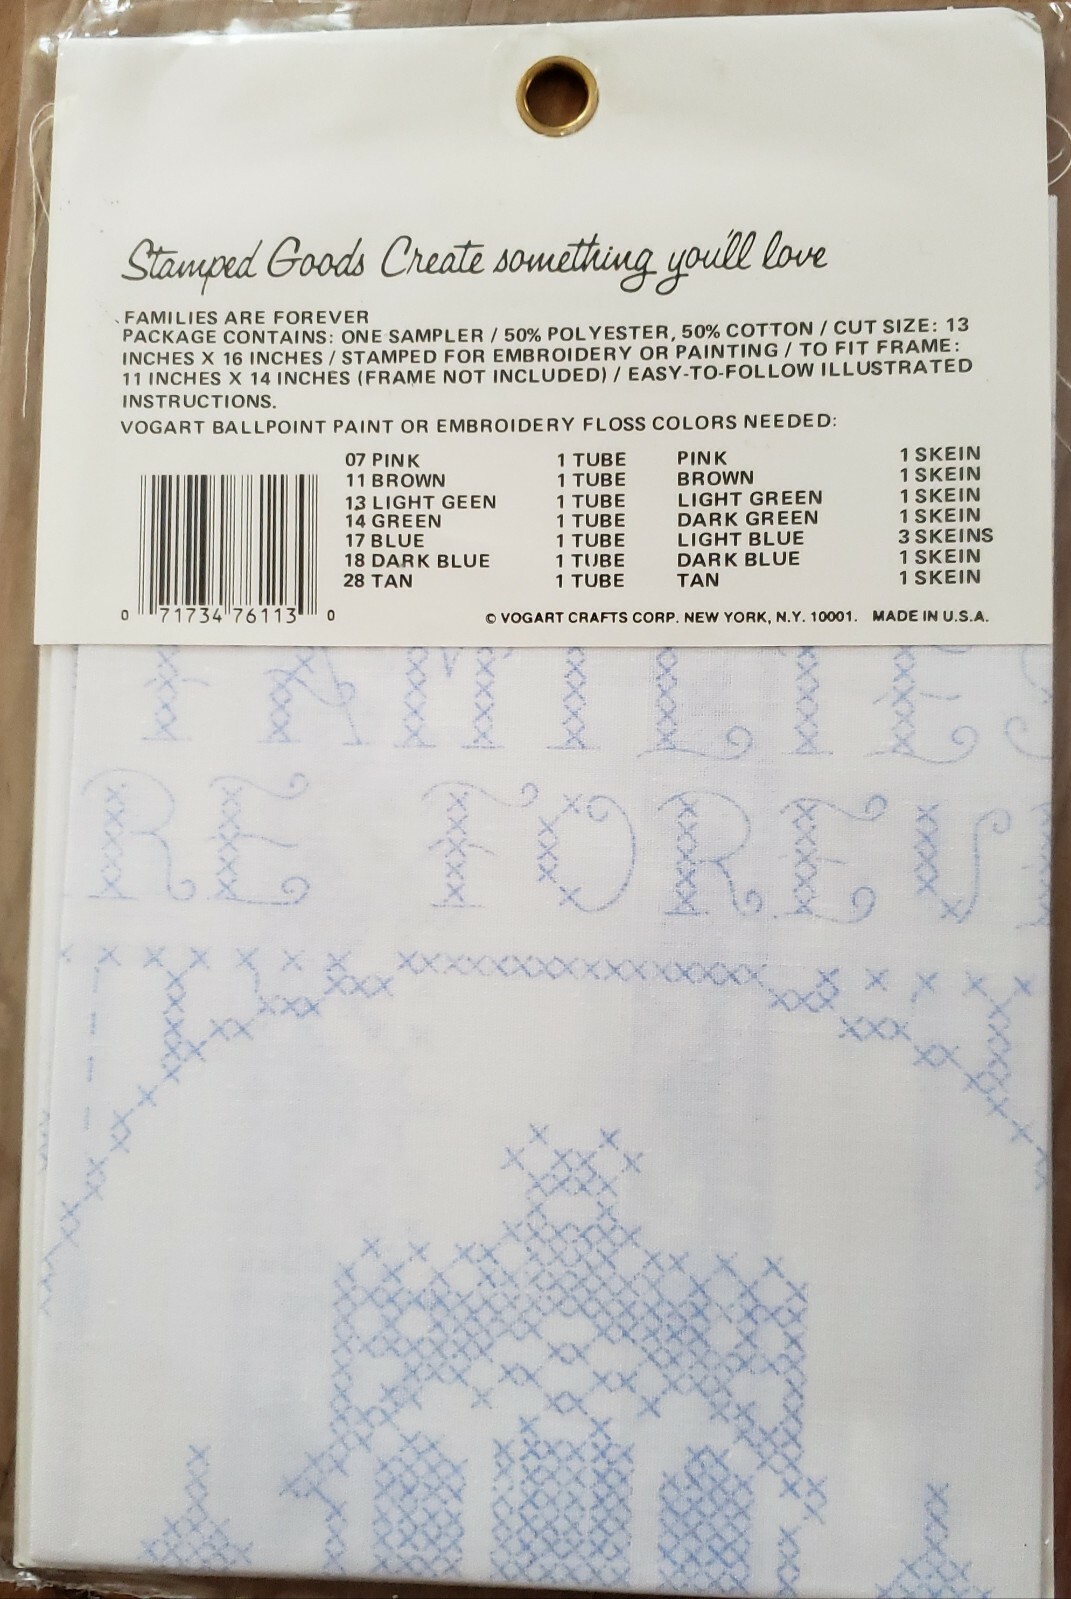 Stamped Goods Create something you'll love
FAMILIES ARE FOREVER
PACKAGE CONTAINS: ONE SAMPLER / 50% POLYESTER, 50% COTTON / CUT SIZE: 13
INCHES X 16 INCHES / STAMPED FOR EMBROIDERY OR PAINTING / TO FIT FRAME:
11 INCHES X 14 INCHES (FRAME NOT INCLUDED) / EASY-TO-FOLLOW ILLUSTRATED
INSTRUCTIONS.
VOGART BALLPOINT PAINT OR EMBROIDERY FLOSS COLORS NEEDED:
07 PINK 1 TUBE PINK 1 SKEIN
11 BROWN 1 TUBE BROWN 1 SKEIN
13 LIGHT GEEN 1 TUBE LIGHT GREEN 1 SKEIN
14 GREEN 1 TUBE DARK GREEN 1 SKEIN
17 BLUE 1 TUBE LIGHT BLUE 3 SKEINS
18 DARK BLUE 1 TUBE DARK BLUE 1 SKEIN
28 TAN 1 TUBE TAN 1 SKEIN
0 71734 76113 0
© VOGART CRAFTS CORP. NEW YORK, N.Y. 10001. MADE IN U.S.A.
FAMILIES
RE FOREV